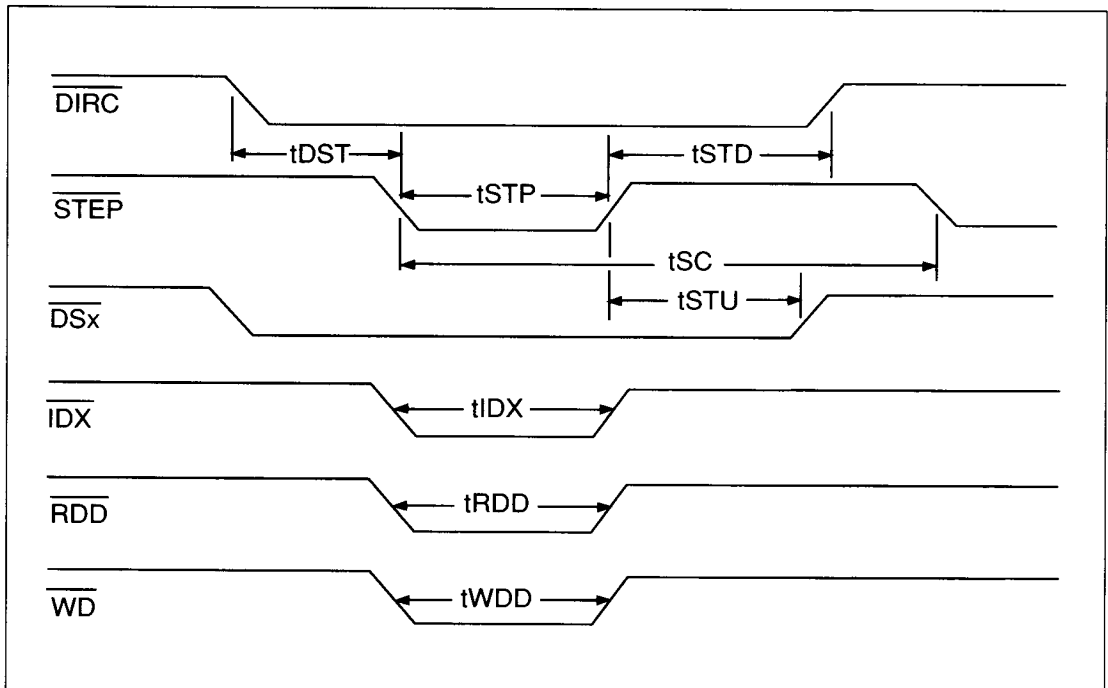 DIRC
tDST
tSTD
STEP
tSTP
tSC
DSx
tSTU
IDX
tIDX
RDD
tRDD
WD
tWDD